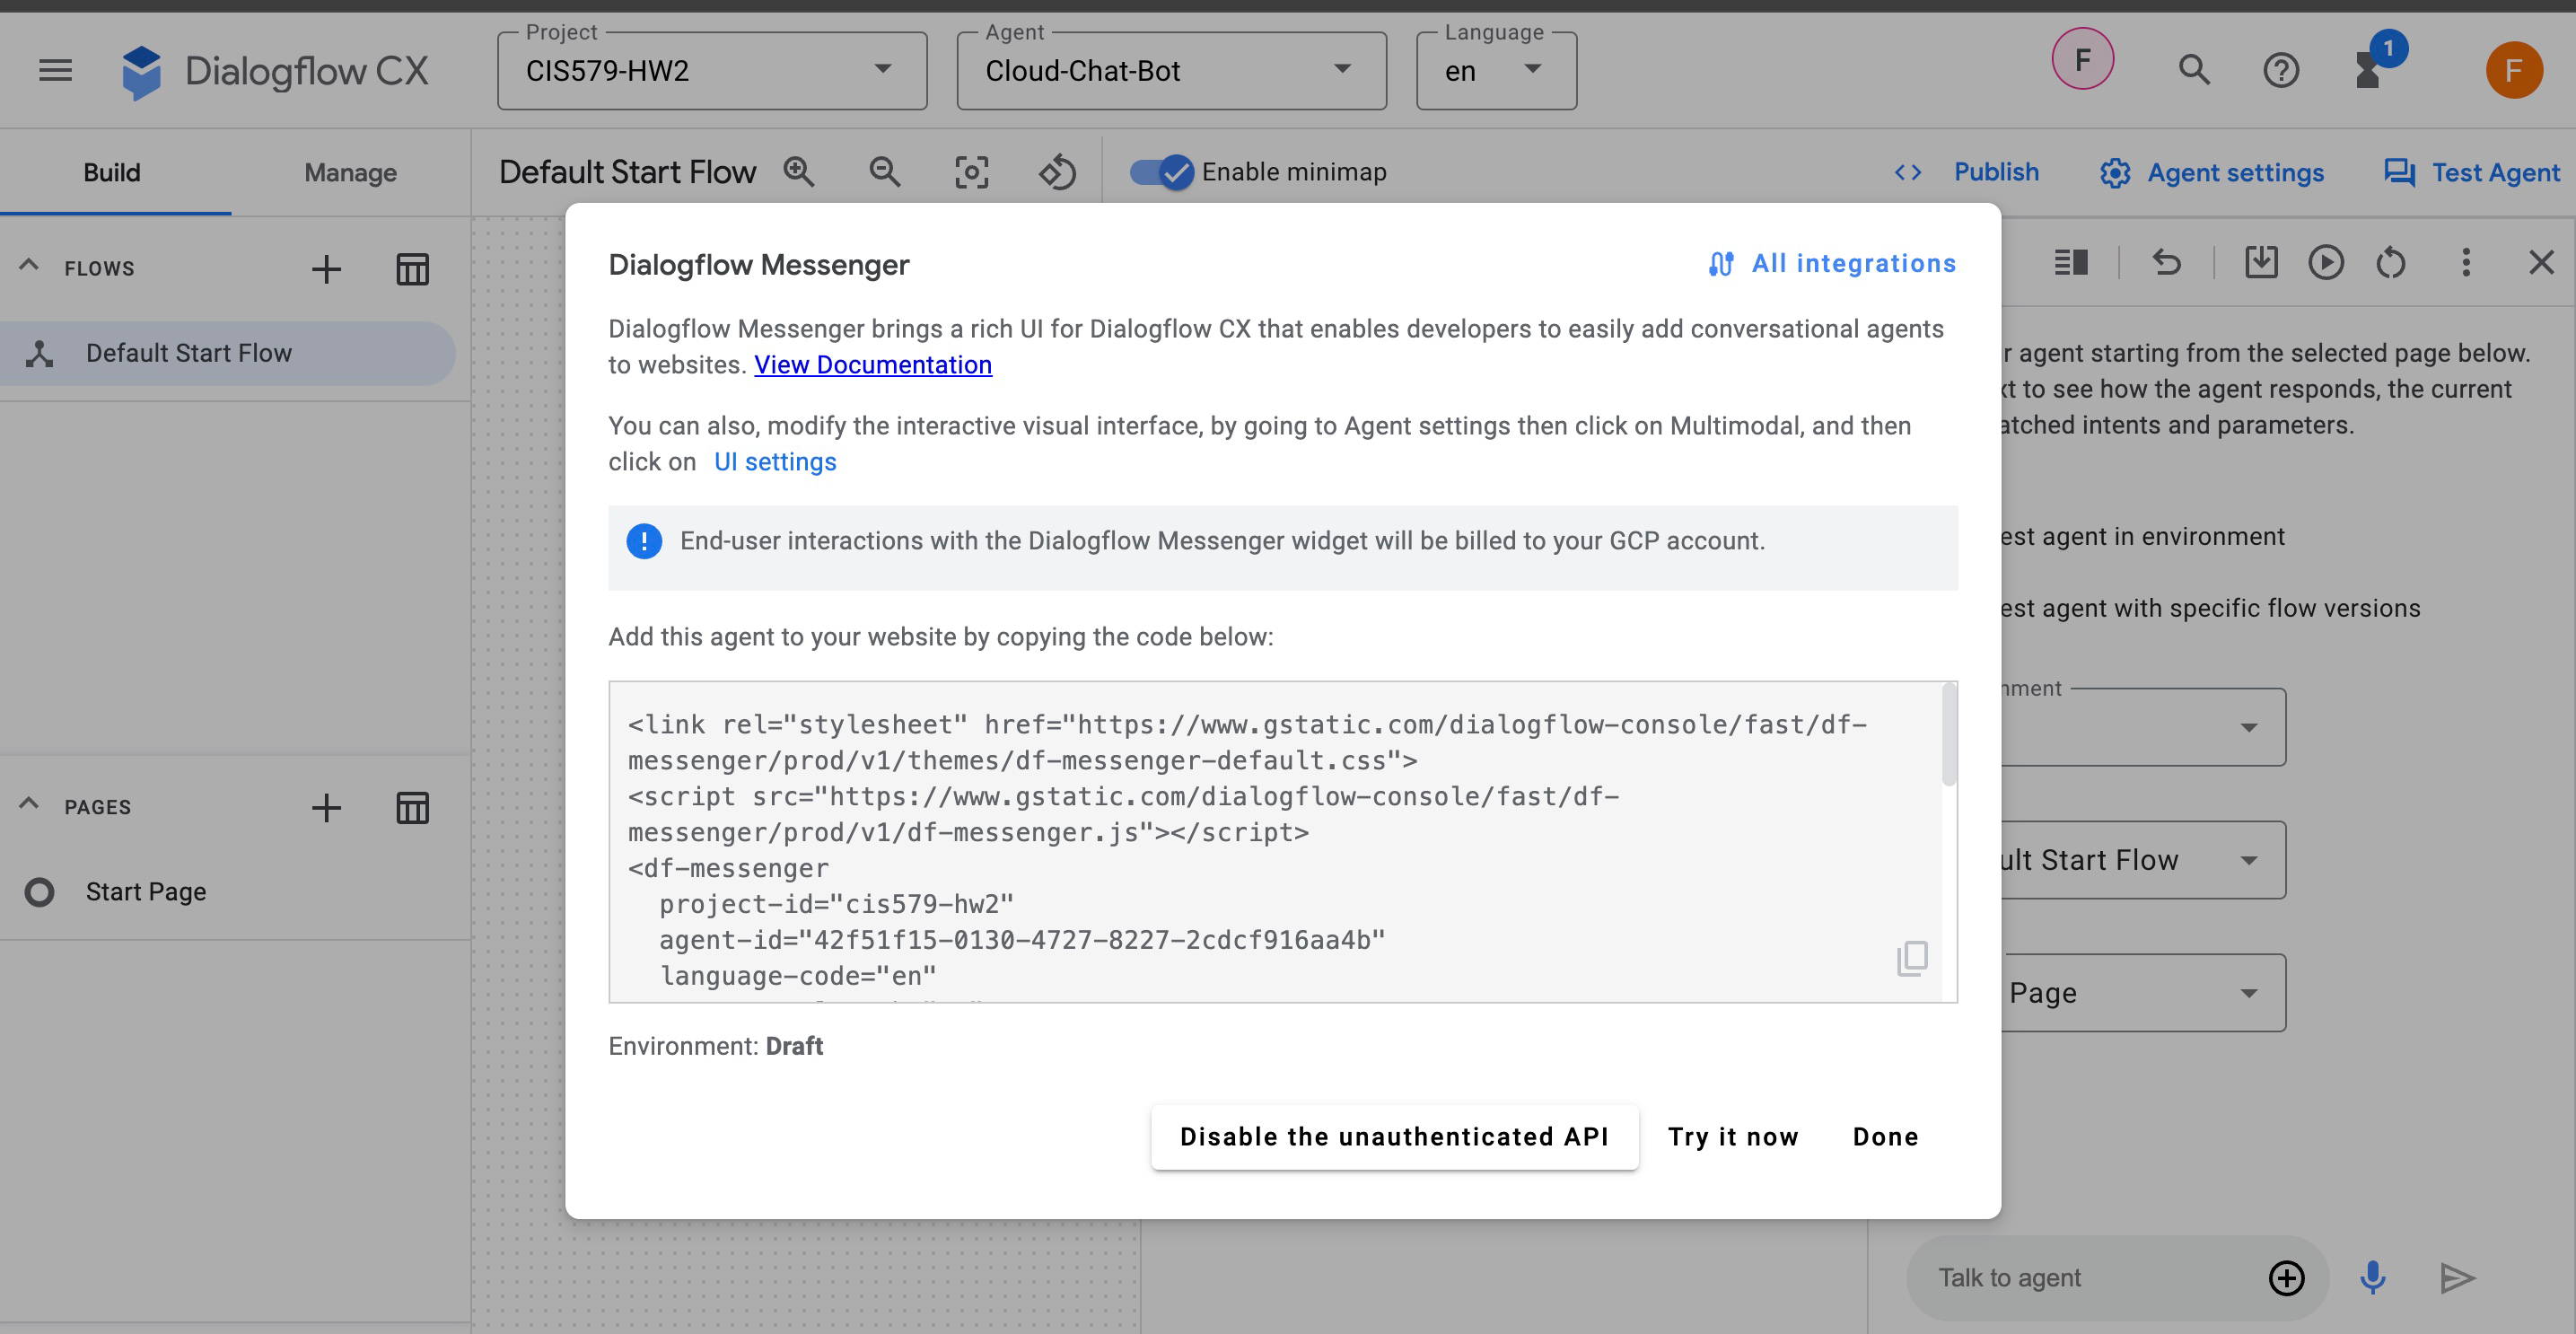 Project
Agent
Language
Dialogflow CX
CIS579-HW2
Cloud-Chat-Bot
en
F
1
F
Build
Manage
Default Start Flow
Enable minimap
Publish
Agent settings
Test Agent
FLOWS
Default Start Flow
PAGES
Start Page
Dialogflow Messenger
All integrations
Dialogflow Messenger brings a rich UI for Dialogflow CX that enables developers to easily add conversational agents
to websites. View Documentation
You can also, modify the interactive visual interface, by going to Agent settings then click on Multimodal, and then
click on UI settings
End-user interactions with the Dialogflow Messenger widget will be billed to your GCP account.
Add this agent to your website by copying the code below:
<link rel="stylesheet" href="https://www.gstatic.com/dialogflow-console/fast/df-
messenger/prod/v1/themes/df-messenger-default.css">
<script src="https://www.gstatic.com/dialogflow-console/fast/df-
messenger/prod/v1/df-messenger.js"></script>
<df-messenger
project-id="cis579-hw2"
agent-id="42f51f15-0130-4727-8227-2cdcf916aa4b"
language-code="en"
Environment: Draft
Disable the unauthenticated API
Try it now
Done
r agent starting from the selected page below.
to see how the agent responds, the current
atched intents and parameters.
est agent in environment
est agent with specific flow versions
nment
ult Start Flow
Page
Talk to agent